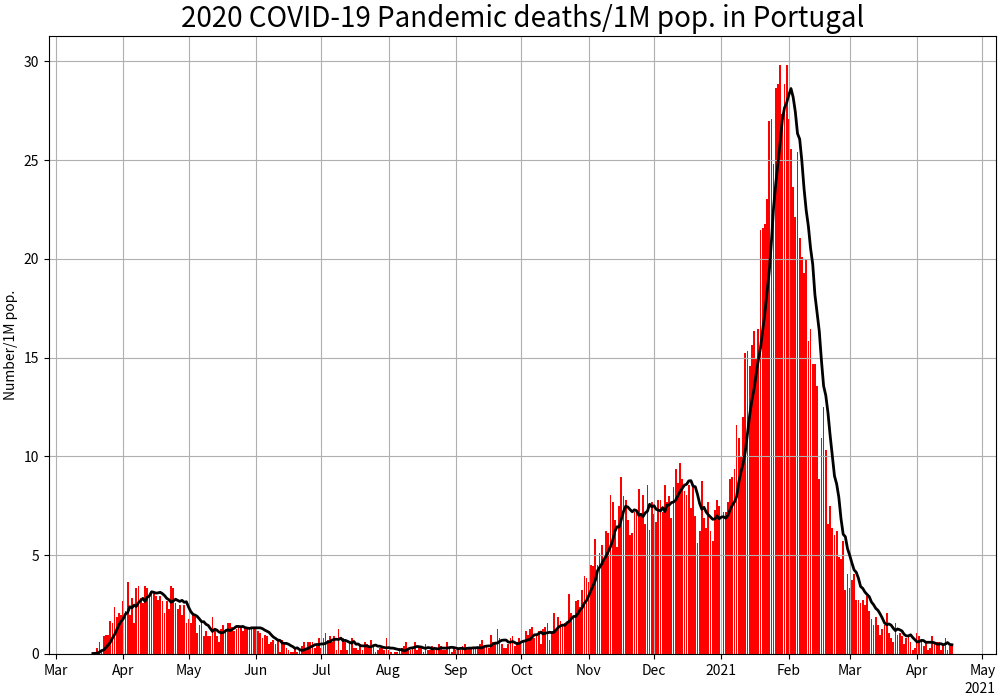 2020 COVID-19 Pandemic deaths/1M pop. in Portugal
Number/1M pop.
30
25
20
15
10
5
0
Mar Apr May Jun Jul Aug Sep Oct Nov Dec 2021 Feb Mar Apr May
2021